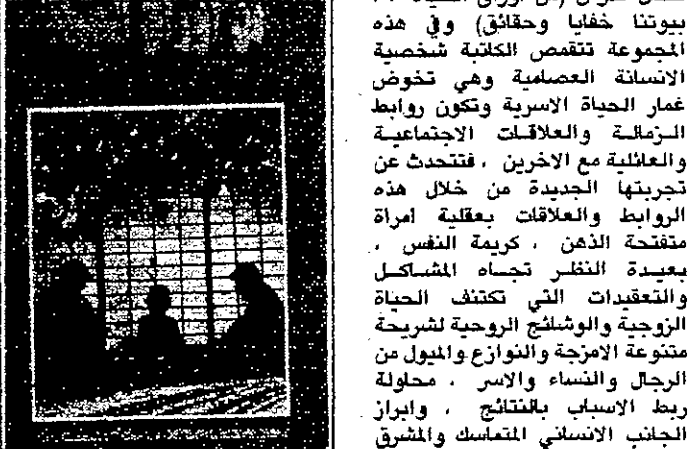 بيوتنا خفايا وحقائق) وفي هذه
المجموعة تتقمص الكاتبة شخصية
الانسانة العصامية وهي تخوض
غمار الحياة الاسرية وتكون روابط
الزمالة والعلاقات الاجتماعية
والعائلية مع الاخرين ، فتتحدث عن
تجربتها الجديدة من خلال هذه
الروابط والعلاقات بعقلية امراة
متفتحة الذهن ، كريمة النفس ،
بعيدة النظر تجاه المشاكل
والتعقيدات التي تكتنف الحياة
الزوجية والوشائج الروحية لشريحة
متنوعة الامزجة والنوازع والميول من
الرجال والنساء والاسر . محاولة
ربط الاسباب بالنتائج ، وابراز
الجانب الانساني المتماسك والمشرق